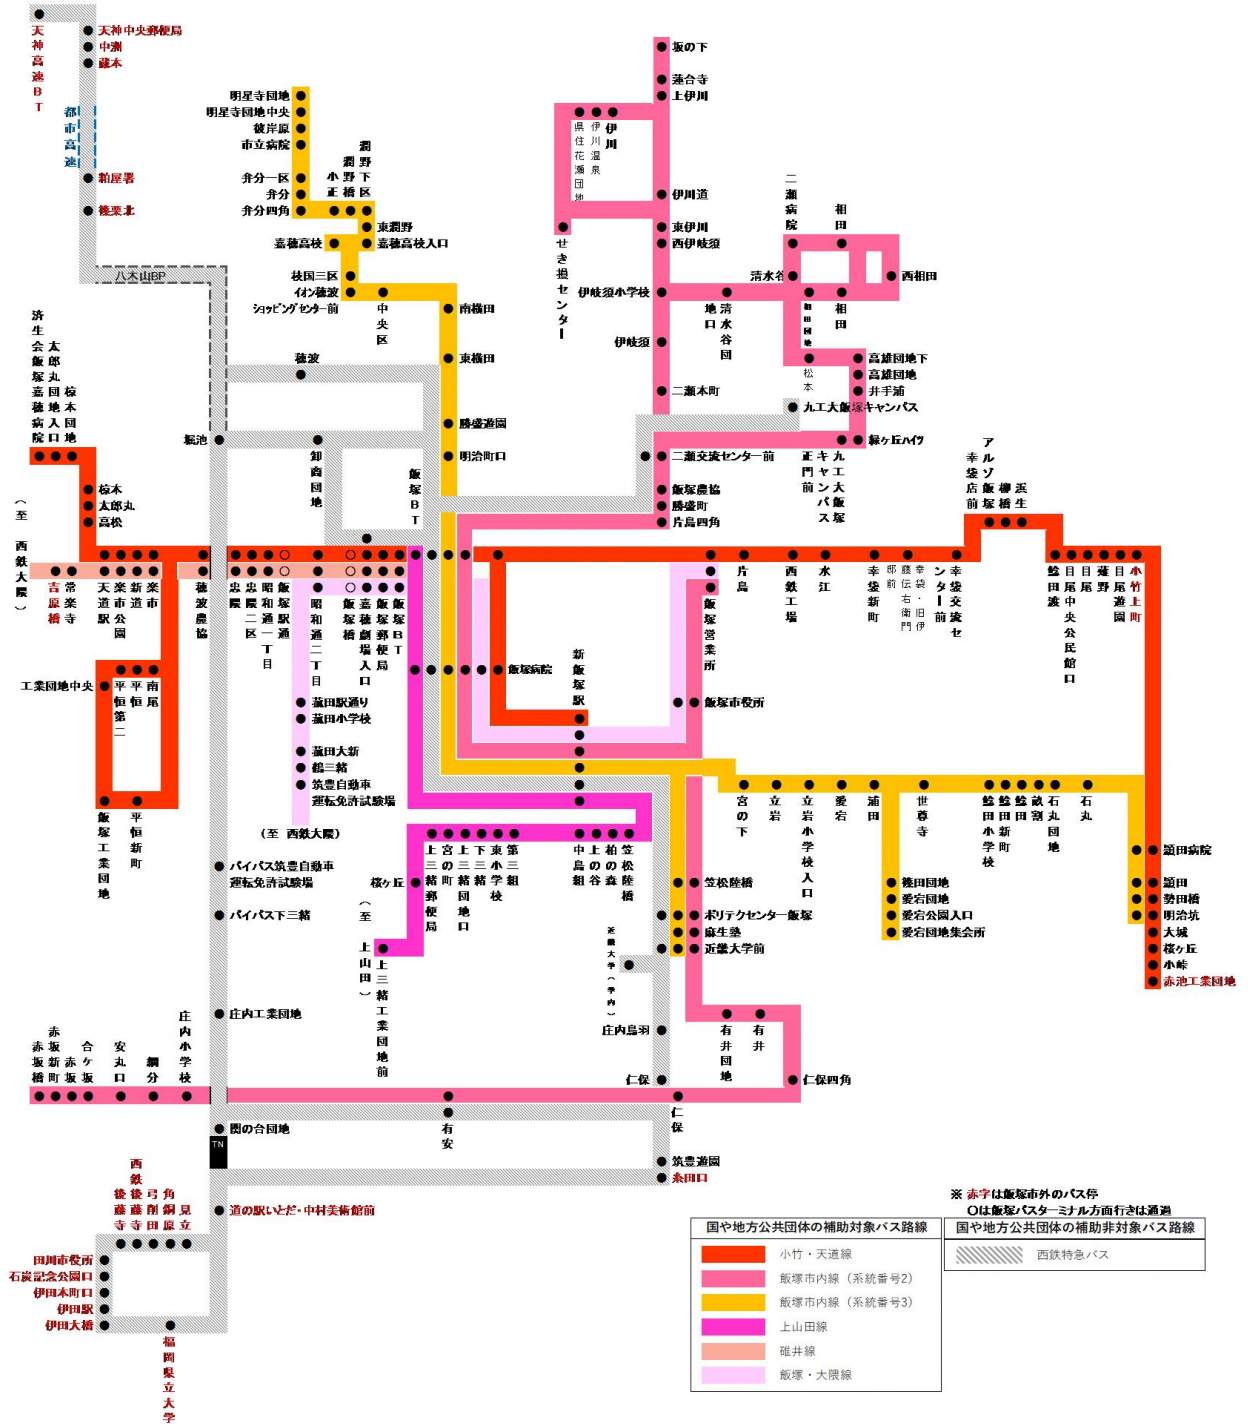 天神高速BT
天神中央郵便局
中洲
蔵本
都市高速
粕屋署
篠栗北
八木山BP
明星寺団地
明星寺団地中央
彼岸原
市立病院
弁分一区
弁分
弁分四角
小正
潤野橋
潤野下区
東潤野
嘉穂高校
嘉穂高校入口
枝国三区
イオン穂波
ショッピングセンター前
中央区
南横田
東横田
勝盛遊園
明治町口
穂波
堀池
卸商団地
飯塚BT
坂の下
蓮台寺
上伊川
県住花瀬団地
伊川温泉
伊川
せき損センター
伊川道
東伊川
西伊岐須
伊岐須小学校
伊岐須
二瀬本町
二瀬病院
相田
清水谷
西相田
清水谷団地口
相田団地
相田
松本
高雄団地下
高雄団地
井手浦
九工大飯塚キャンパス
緑ヶ丘ハイツ
九工大飯塚キャンパス正門前
二瀬交流センター前
飯塚農協
勝盛町
片島四角
済生会飯塚嘉穂病院
太郎丸団地入口
椋本団地
椋本
太郎丸
高松
(至 西鉄大隈)
吉原橋
常楽寺
天道駅
楽市公園
新道
楽市
穂波農協
忠隈
忠隈二区
昭和通一丁目
飯塚駅通
昭和通二丁目
飯塚橋
嘉穂劇場入口
飯塚郵便局
飯塚BT
飯塚営業所
片島
西鉄工場
水江
幸袋新町
幸袋・旧伊藤伝右衛門邸前
幸袋交流センター前
幸袋店前
アルゾ飯塚
柳橋
浜生
鯰田渡
目尾中央公民館口
目尾
薙野
目尾遊園
小竹上町
工業団地中央
平恒第二
平恒
南尾
飯塚工業団地
平恒新町
飯塚病院
新飯塚駅
飯塚市役所
菰田駅通り
菰田小学校
菰田大新
鶴三緒
筑豊自動車
運転免許試験場
(至 西鉄大隈)
上三緒郵便局
宮の町
上三緒団地口
下三緒
東小学校
第三組
中島組
上の谷
柏の森
笠松陸橋
桜ヶ丘
(至 上山田)
上三緒工業団地前
宮の下
立岩
立岩小学校入口
愛宕
浦田
世尊寺
鯰田小学校
鯰田新町
鯰田
畝割
石丸団地
石丸
篠田団地
愛宕団地
愛宕公園入口
愛宕団地集会所
頴田病院
頴田
勢田橋
明治坑
大城
桜ヶ丘
小峠
赤池工業団地
笠松陸橋
ポリテクセンター飯塚
麻生塾
近畿大学前
近畿大学(学内)
庄内鳥羽
仁保
有井団地
有井
仁保四角
仁保
バイパス筑豊自動車
運転免許試験場
バイパス下三緒
庄内工業団地
赤坂橋
赤坂新町
赤坂
合ケ坂
安丸口
綱分
庄内小学校
有安
関の台団地
TN
筑豊遊園
糸田口
道の駅いとだ・中村美術館前
後藤寺
西鉄後藤寺
弓削田
角銅原
見立
田川市役所
石炭記念公園口
伊田本町口
伊田駅
伊田大橋
福岡県立大学
※ 赤字は飯塚市外のバス停
〇は飯塚バスターミナル方面行きは通過
国や地方公共団体の補助対象バス路線
小竹・天道線
飯塚市内線（系統番号2）
飯塚市内線（系統番号3）
上山田線
碓井線
飯塚・大隈線
国や地方公共団体の補助非対象バス路線
西鉄特急バス